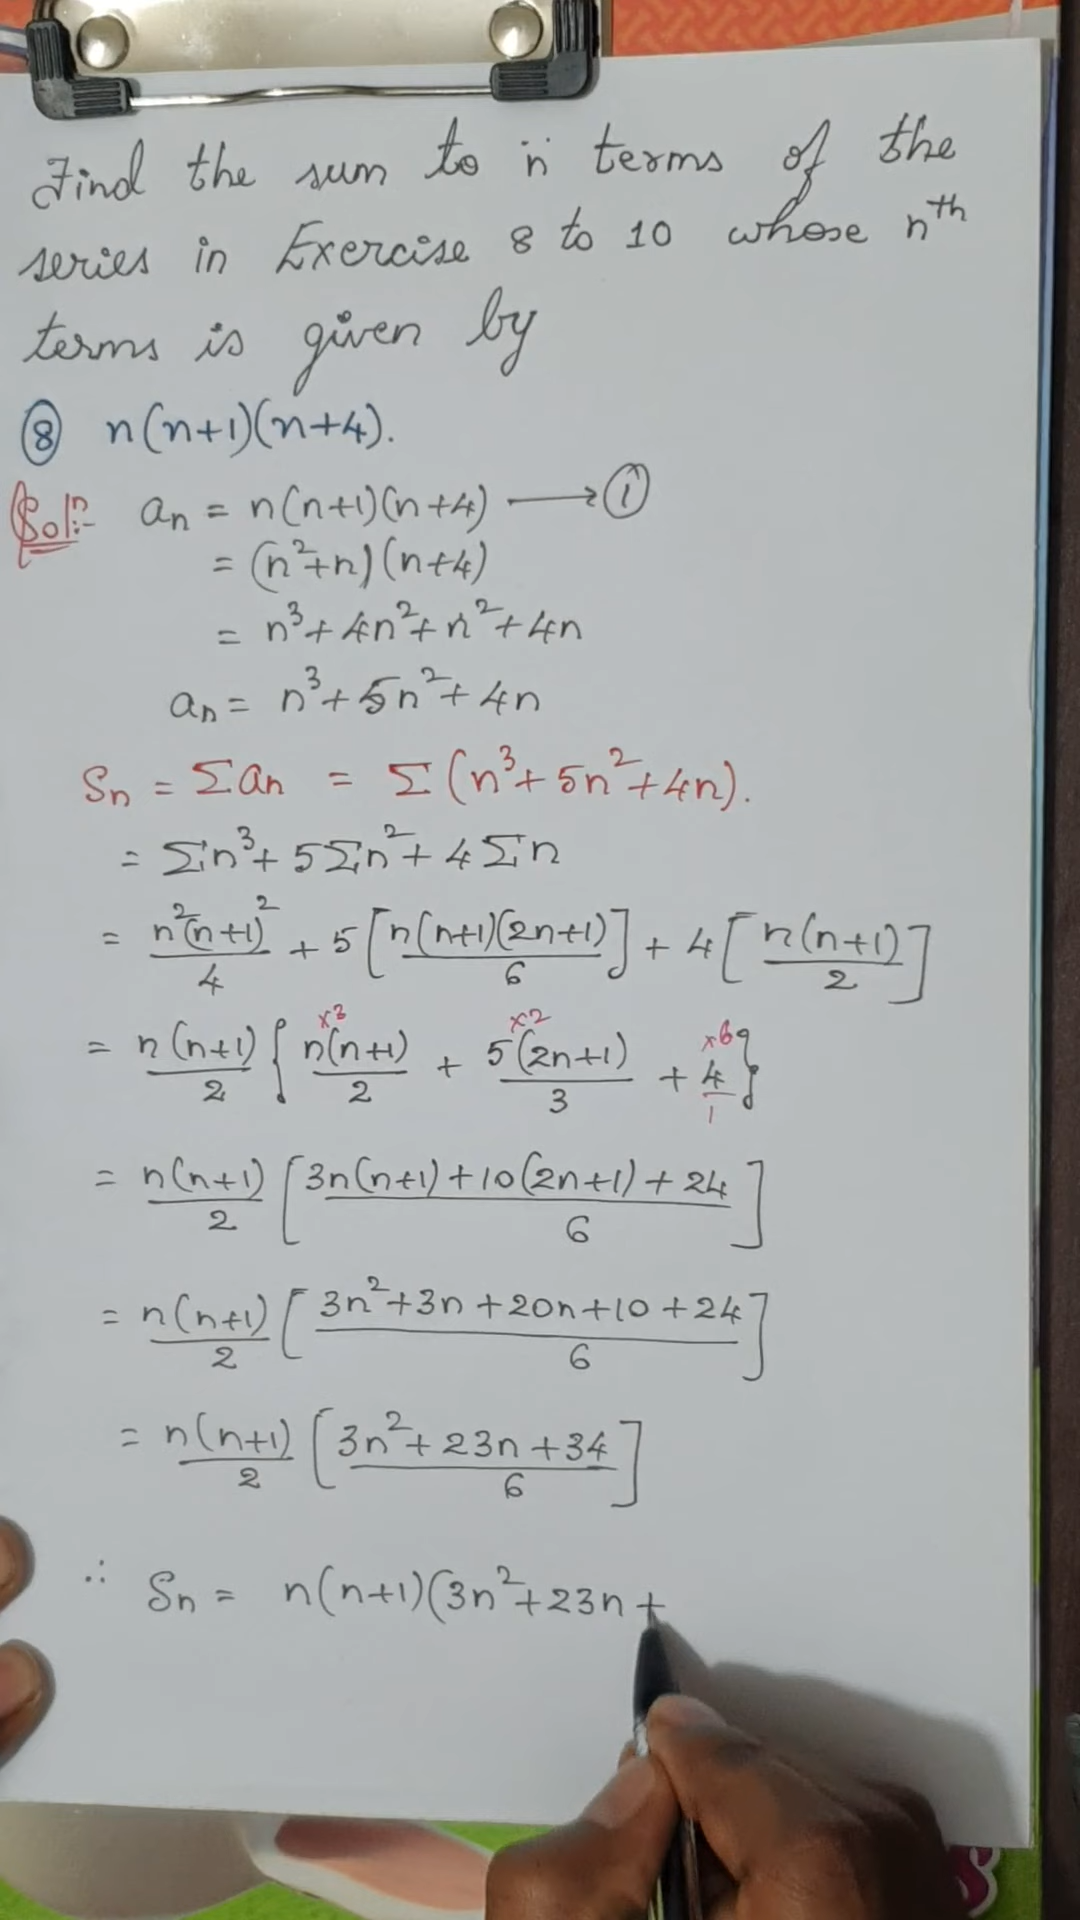 Find the sum to 'n' terms of the
series in Exercise 8 to 10 whose nth
terms is given by
⑧ n(n+1)(n+4).
Soln:- an = n(n+1)(n+4) ⟶ ①
= (n²+n)(n+4)
= n³+4n²+n²+4n
an = n³+5n²+4n
Sn = Σan = Σ(n³+5n²+4n).
= Σn³+5Σn²+4Σn
= n²(n+1)²/4 + 5[n(n+1)(2n+1)/6] + 4[n(n+1)/2]
= n(n+1)/2 {n(n+1)/2 ×3 + 5(2n+1)/3 ×2 + 4/1 ×6}
= n(n+1)/2 [3n(n+1)+10(2n+1)+24/6]
= n(n+1)/2 [3n²+3n+20n+10+24/6]
= n(n+1)/2 [3n²+23n+34/6]
∴ Sn = n(n+1)(3n²+23n+